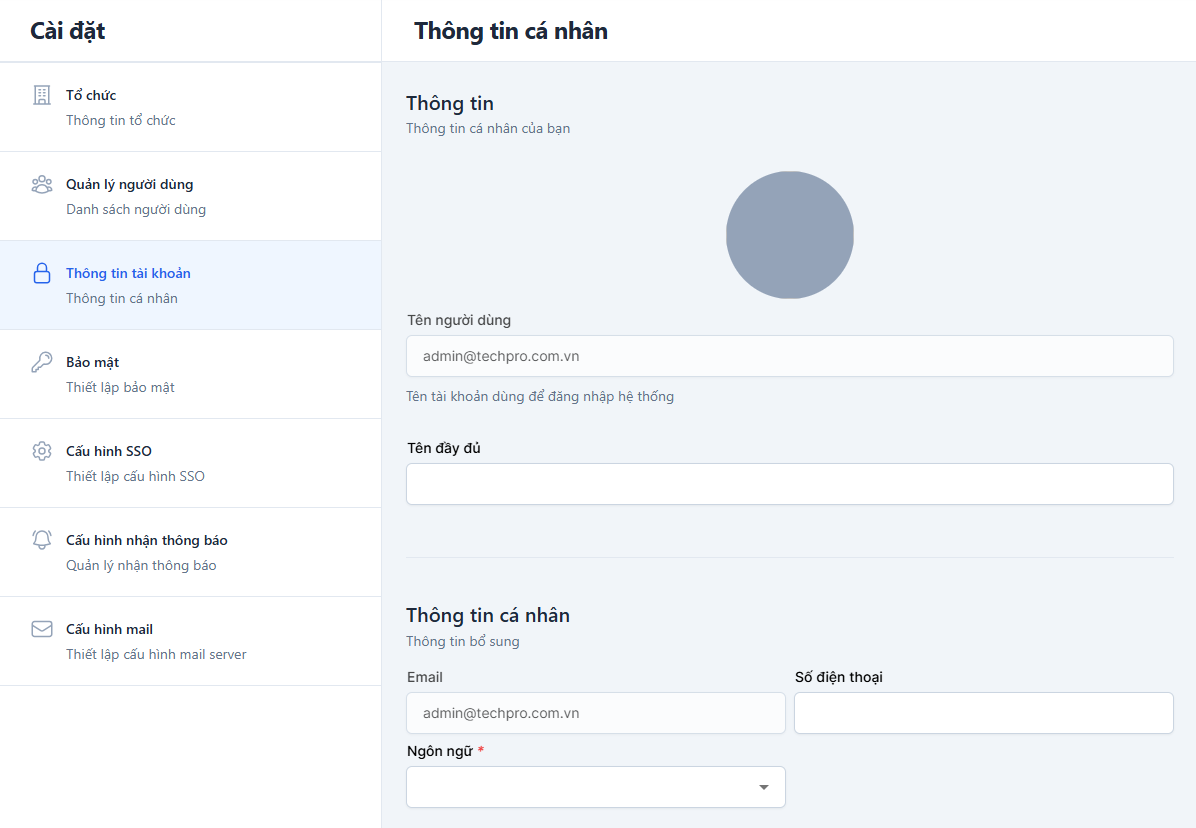 Cài đặt
Tổ chức
Thông tin tổ chức
Quản lý người dùng
Danh sách người dùng
Thông tin tài khoản
Thông tin cá nhân
Bảo mật
Thiết lập bảo mật
Cấu hình SSO
Thiết lập cấu hình SSO
Cấu hình nhận thông báo
Quản lý nhận thông báo
Cấu hình mail
Thiết lập cấu hình mail server
Thông tin cá nhân
Thông tin
Thông tin cá nhân của bạn
Tên người dùng
admin@techpro.com.vn
Tên tài khoản dùng để đăng nhập hệ thống
Tên đầy đủ
Thông tin cá nhân
Thông tin bổ sung
Email
Số điện thoại
admin@techpro.com.vn
Ngôn ngữ *